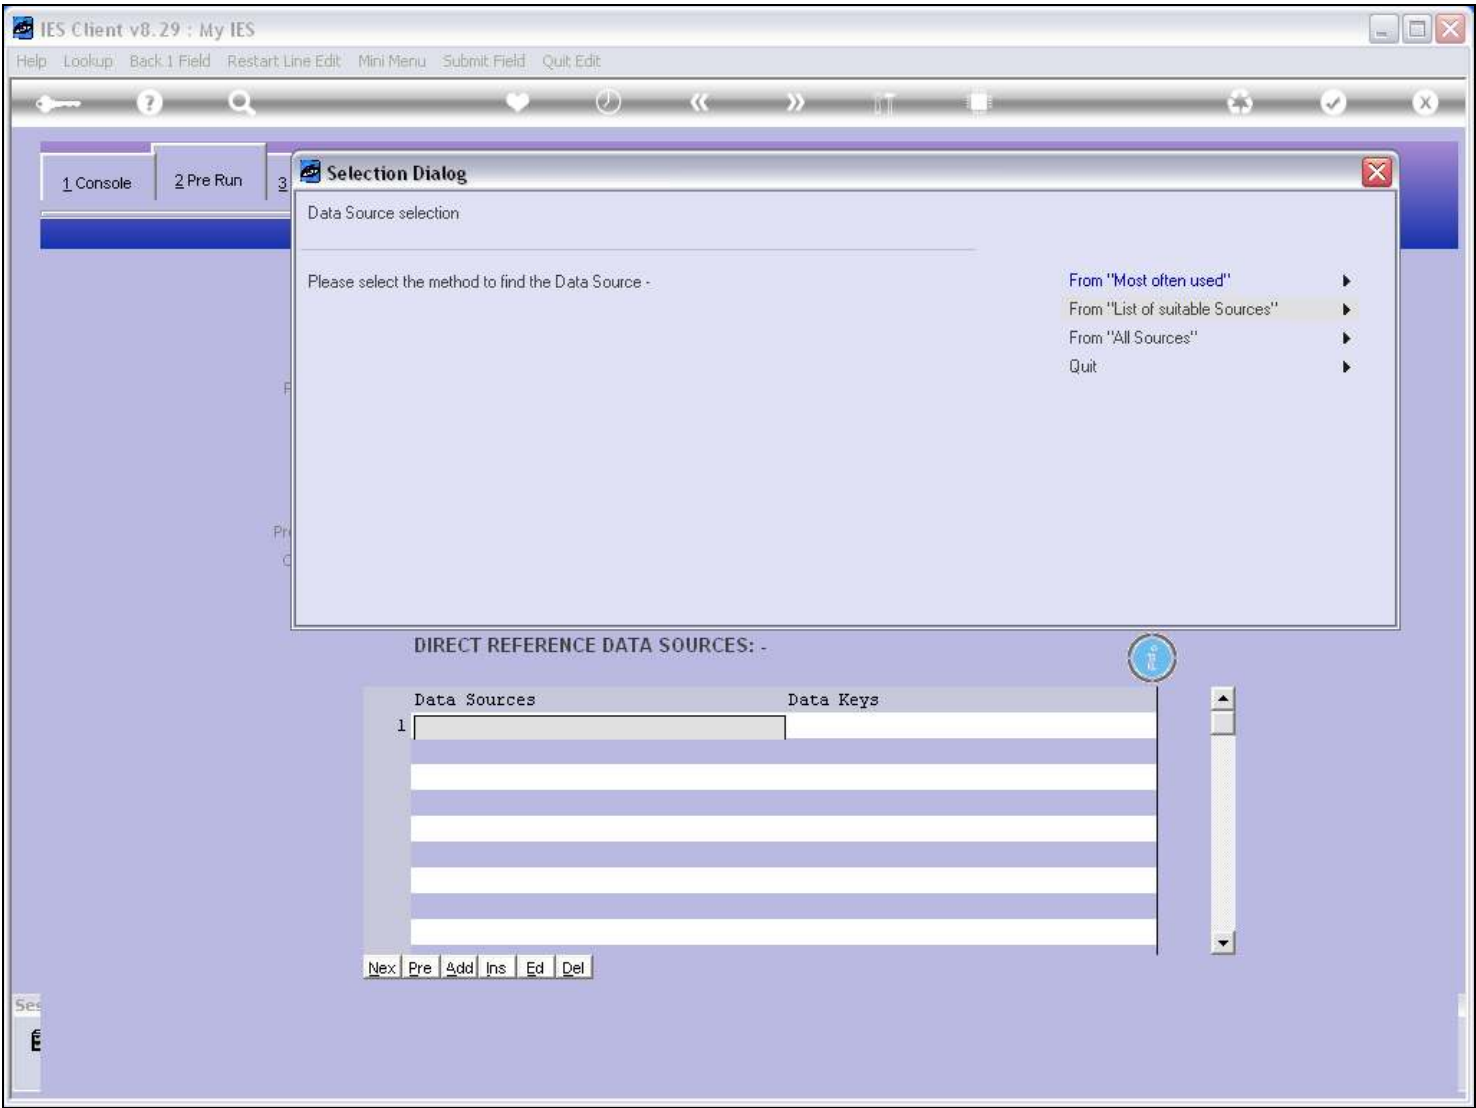 IES Client v8.29 : My IES
Help Lookup Back 1 Field Restart Line Edit Mini Menu Submit Field Quit Edit
1 Console 2 Pre Run 3
Selection Dialog
Data Source selection
Please select the method to find the Data Source -
From "Most often used"
From "List of suitable Sources"
From "All Sources"
Quit
DIRECT REFERENCE DATA SOURCES: -
Data Sources Data Keys
1
Nex Pre Add Ins Ed Del